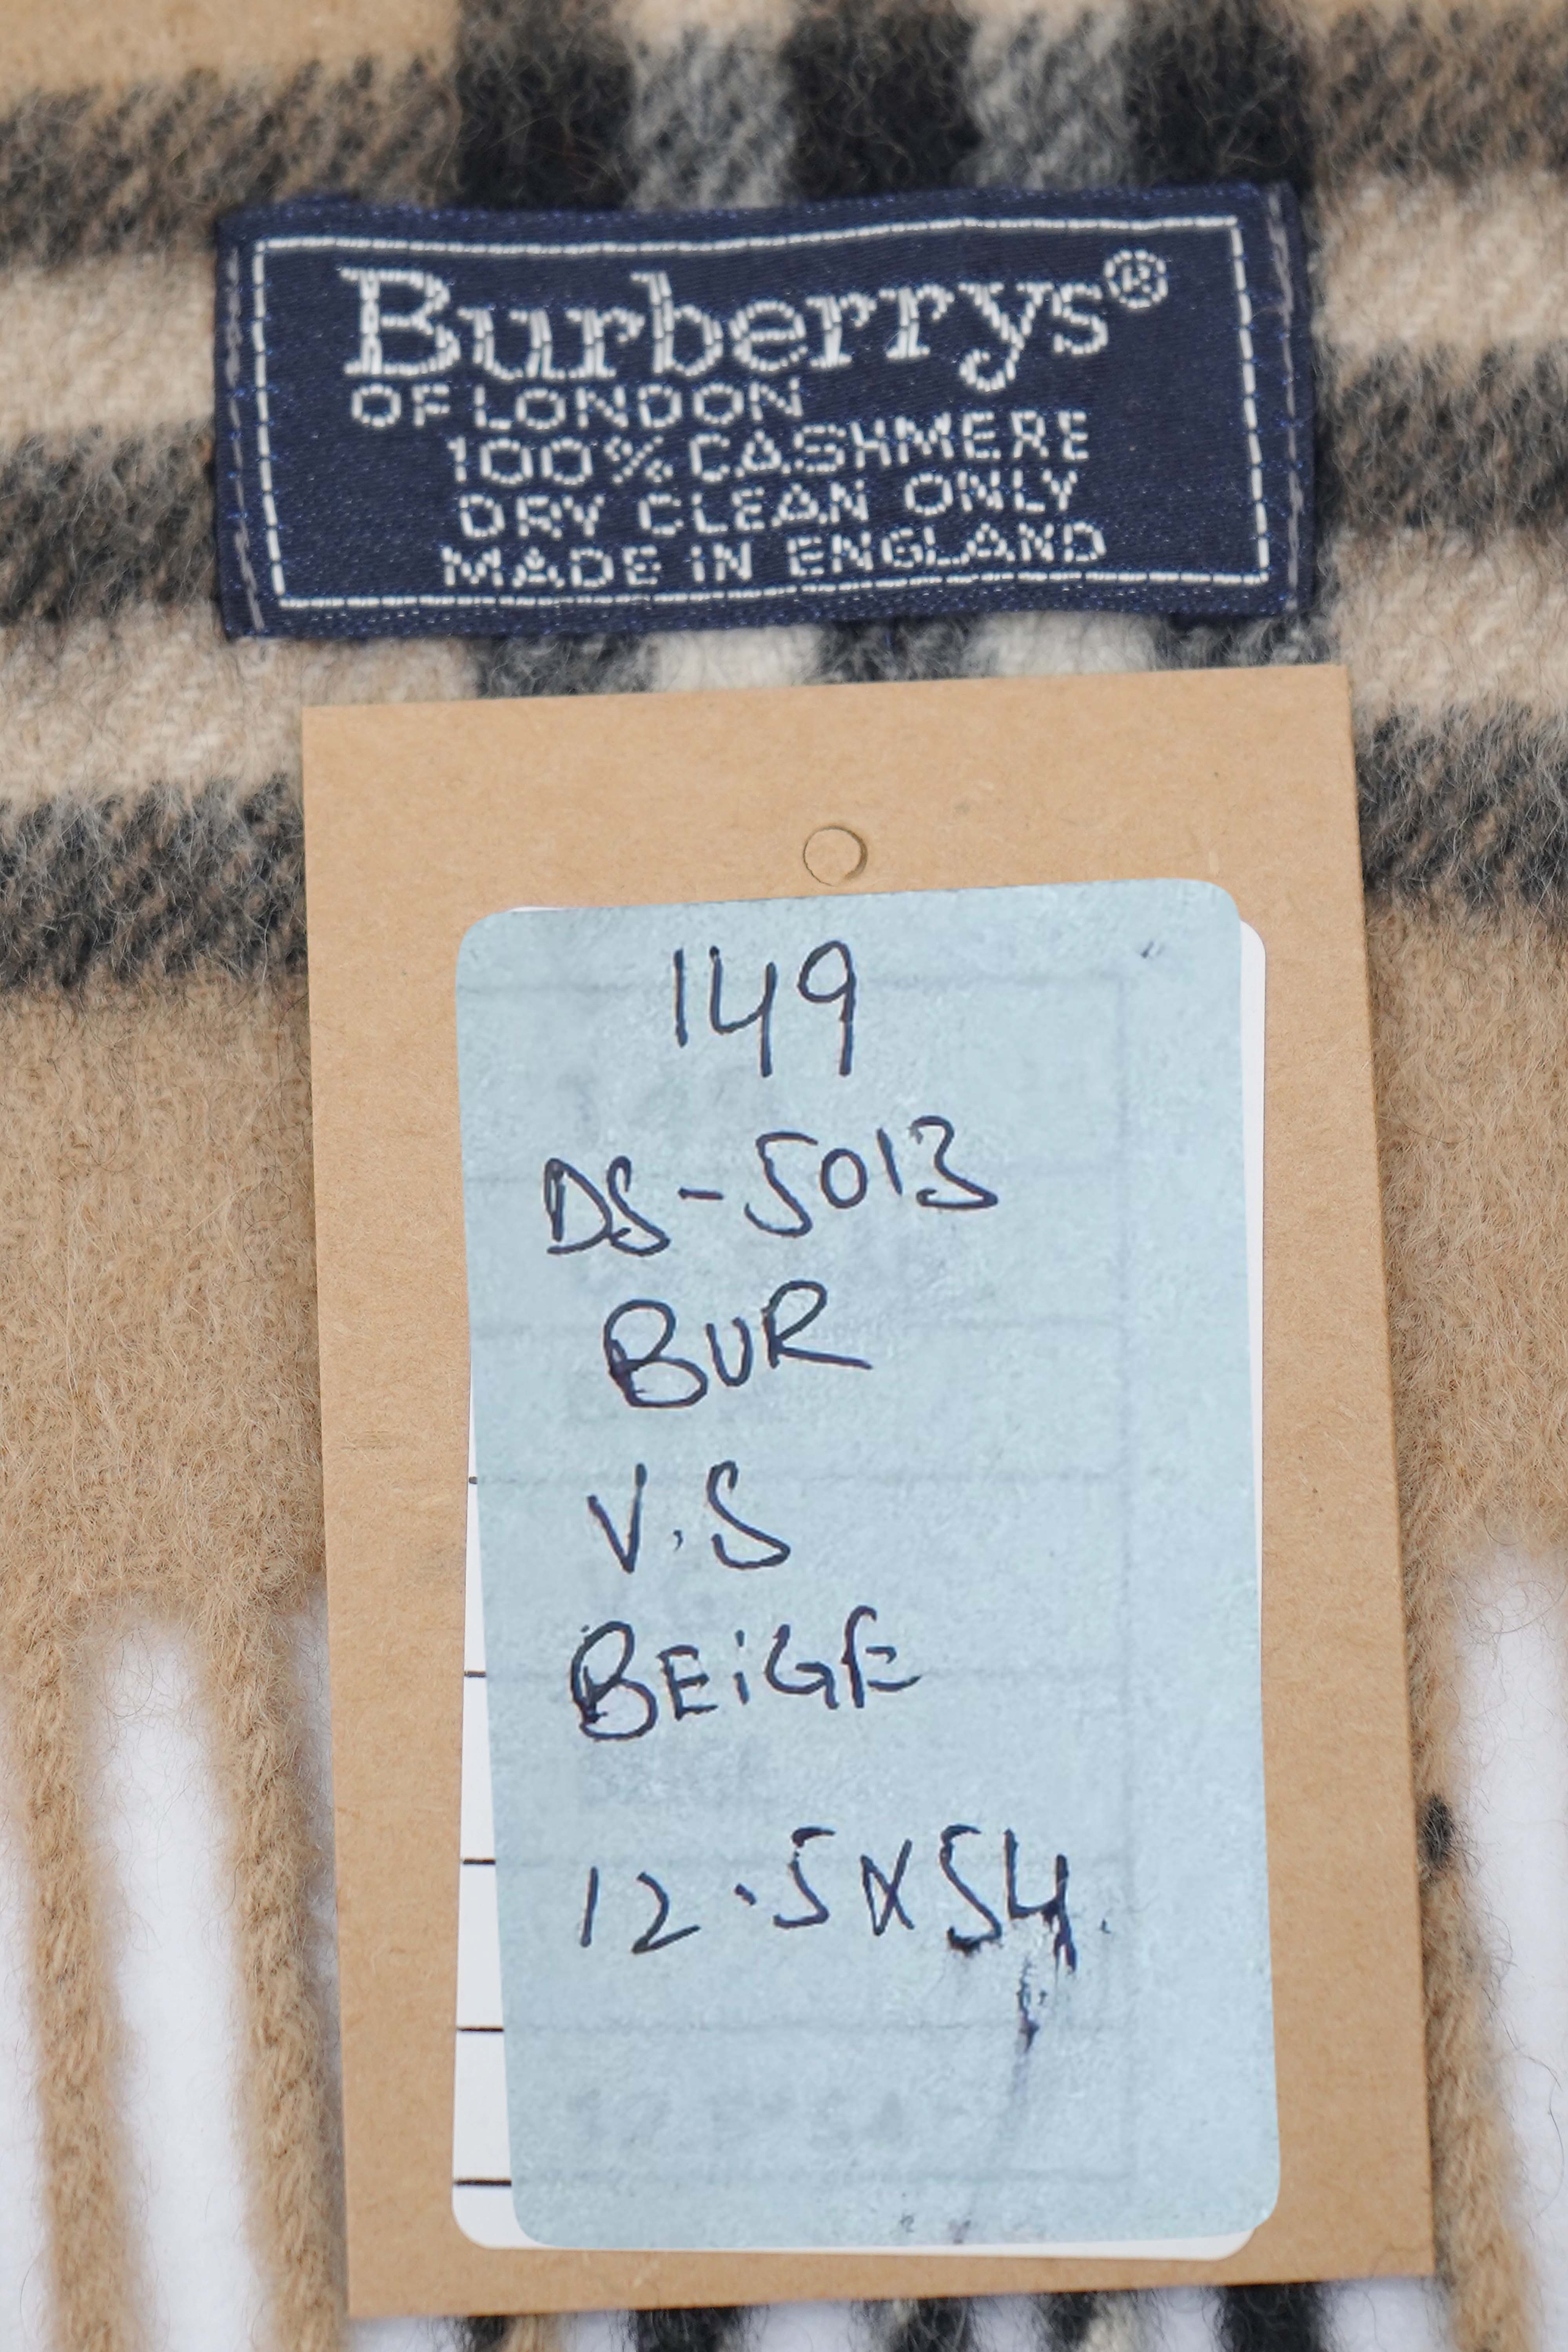 Burberrys®
OF LONDON
100% CASHMERE
DRY CLEAN ONLY
MADE IN ENGLAND
149
DS-5013
BUR
V.S
BEiGE
12.5X54.